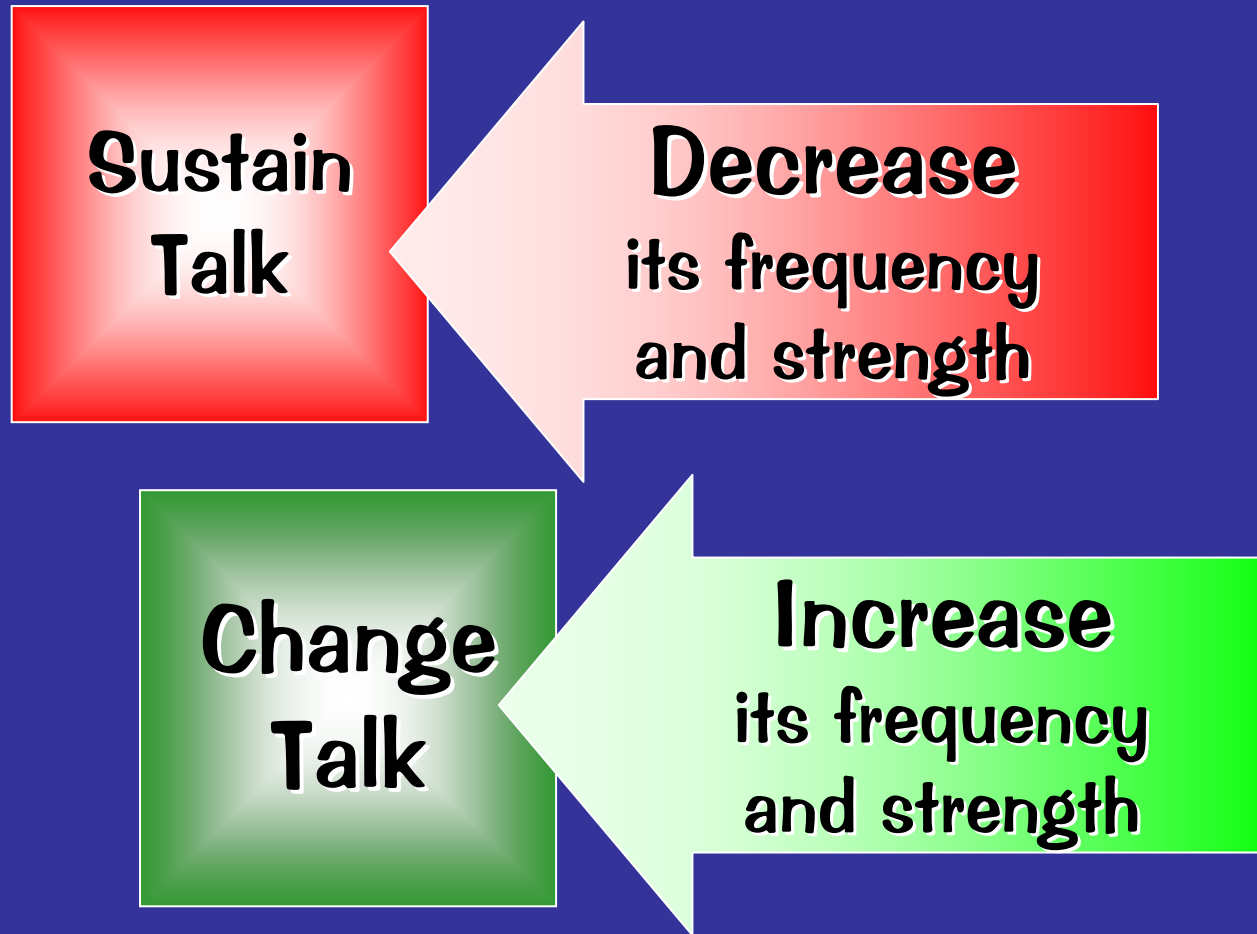 Sustain
Talk
Decrease
its frequency
and strength
Change
Talk
Increase
its frequency
and strength